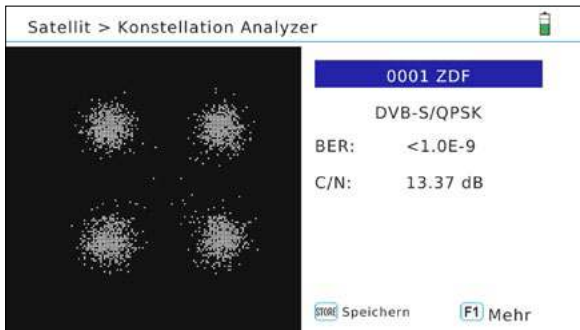 Satellit > Konstellation Analyzer
0001 ZDF
DVB-S/QPSK
BER: <1.0E-9
C/N: 13.37 dB
STORE Speichern F1 Mehr